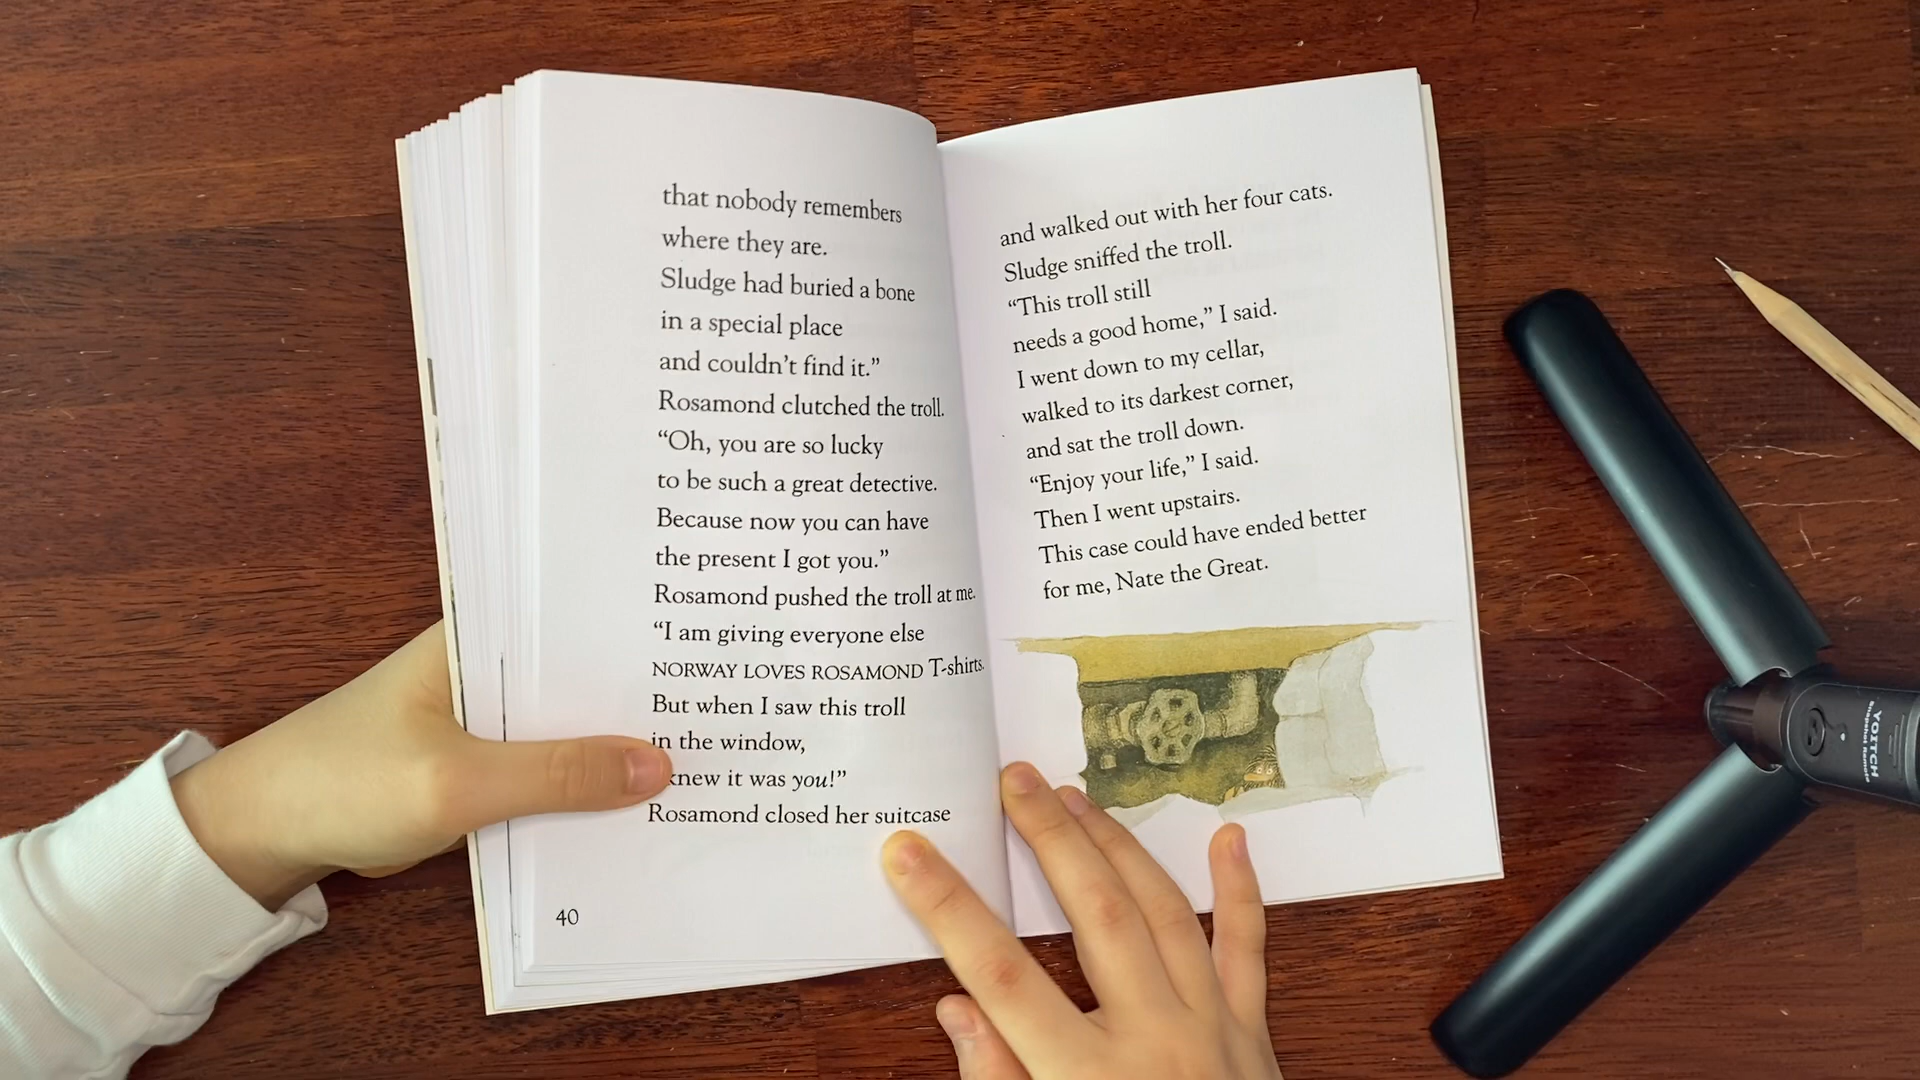 that nobody remembers
where they are.
Sludge had buried a bone
in a special place
and couldn't find it.”
Rosamond clutched the troll.
“Oh, you are so lucky
to be such a great detective.
Because now you can have
the present I got you.”
Rosamond pushed the troll at me.
“I am giving everyone else
NORWAY LOVES ROSAMOND T-shirts.
But when I saw this troll
in the window,
knew it was you!”
Rosamond closed her suitcase
40
and walked out with her four cats.
Sludge sniffed the troll.
“This troll still
needs a good home,” I said.
I went down to my cellar,
walked to its darkest corner,
and sat the troll down.
“Enjoy your life,” I said.
Then I went upstairs.
This case could have ended better
for me, Nate the Great.
YOITCH
Snapshot Remote